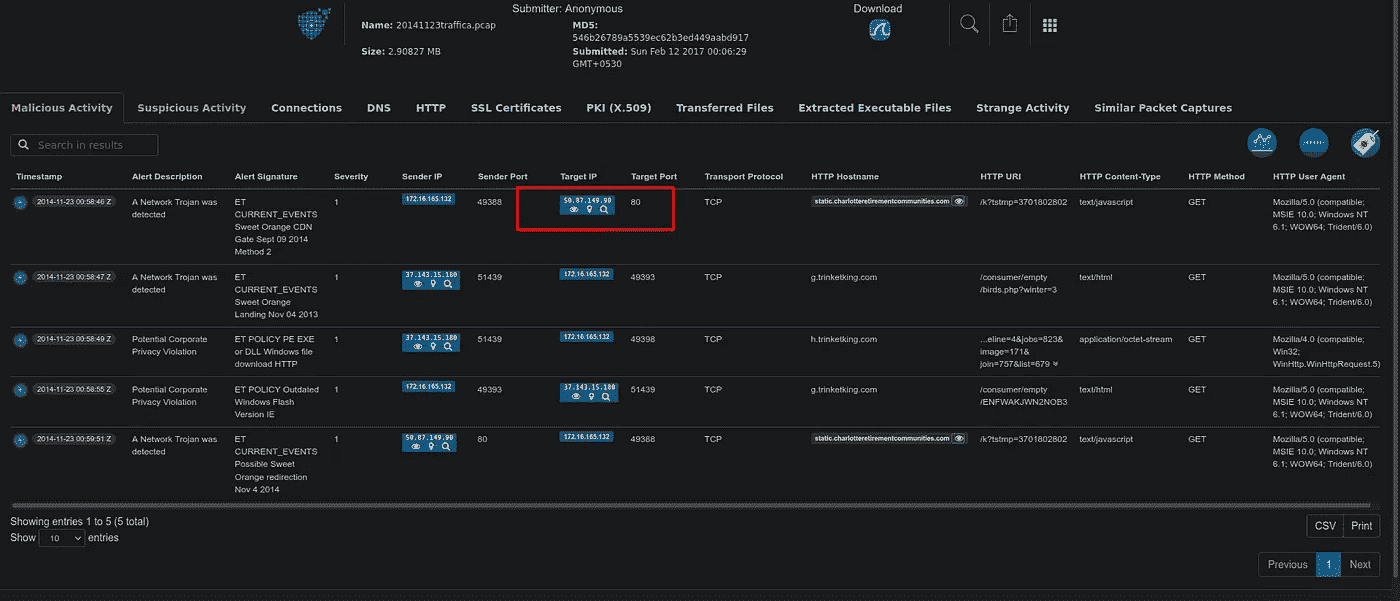 Submitter: Anonymous
Download
Name: 20141123traffica.pcap
MD5:
546b26789a5539ec62b3ed449aabd917
Size: 2.90827 MB
Submitted: Sun Feb 12 2017 00:06:29
GMT+0530
Malicious Activity Suspicious Activity Connections DNS HTTP SSL Certificates PKI (X.509) Transferred Files Extracted Executable Files Strange Activity Similar Packet Captures
Search in results
Timestamp Alert Description Alert Signature Severity Sender IP Sender Port Target IP Target Port Transport Protocol HTTP Hostname HTTP URI HTTP Content-Type HTTP Method HTTP User Agent
2014-11-23 00:58:46 Z A Network Trojan was ET 1 172.16.165.132 49388 50.87.149.90 80 TCP static.charlotteretirementcommunities.com /k?tstmp=3701802802 text/javascript GET Mozilla/5.0 (compatible;
detected CURRENT_EVENTS MSIE 10.0; Windows NT
Sweet Orange CDN 6.1; WOW64; Trident/6.0)
Gate Sept 09 2014
Method 2
2014-11-23 00:58:47 Z A Network Trojan was ET 1 37.143.15.180 51439 172.16.165.132 49393 TCP g.trinketking.com /consumer/empty text/html GET Mozilla/5.0 (compatible;
detected CURRENT_EVENTS /birds.php?winter=3 MSIE 10.0; Windows NT
Sweet Orange 6.1; WOW64; Trident/6.0)
Landing Nov 04 2013
2014-11-23 00:58:49 Z Potential Corporate ET POLICY PE EXE 1 37.143.15.180 51439 172.16.165.132 49398 TCP h.trinketking.com ...eline=4&jobs=823& application/octet-stream GET Mozilla/4.0 (compatible;
Privacy Violation or DLL Windows file image=171& Win32;
download HTTP join=757&list=679 WinHttp.WinHttpRequest.5)
2014-11-23 00:58:55 Z Potential Corporate ET POLICY Outdated 1 172.16.165.132 49393 37.143.15.180 51439 TCP g.trinketking.com /consumer/empty text/html GET Mozilla/5.0 (compatible;
Privacy Violation Windows Flash /ENFWAKJWN2NOB3 MSIE 10.0; Windows NT
Version IE 6.1; WOW64; Trident/6.0)
2014-11-23 00:59:51 Z A Network Trojan was ET 1 50.87.149.90 80 172.16.165.132 49388 TCP static.charlotteretirementcommunities.com /k?tstmp=3701802802 text/javascript GET Mozilla/5.0 (compatible;
detected CURRENT_EVENTS MSIE 10.0; Windows NT
Possible Sweet 6.1; WOW64; Trident/6.0)
Orange redirection
Nov 4 2014
Showing entries 1 to 5 (5 total)
CSV Print
Show 10 entries
Previous 1 Next